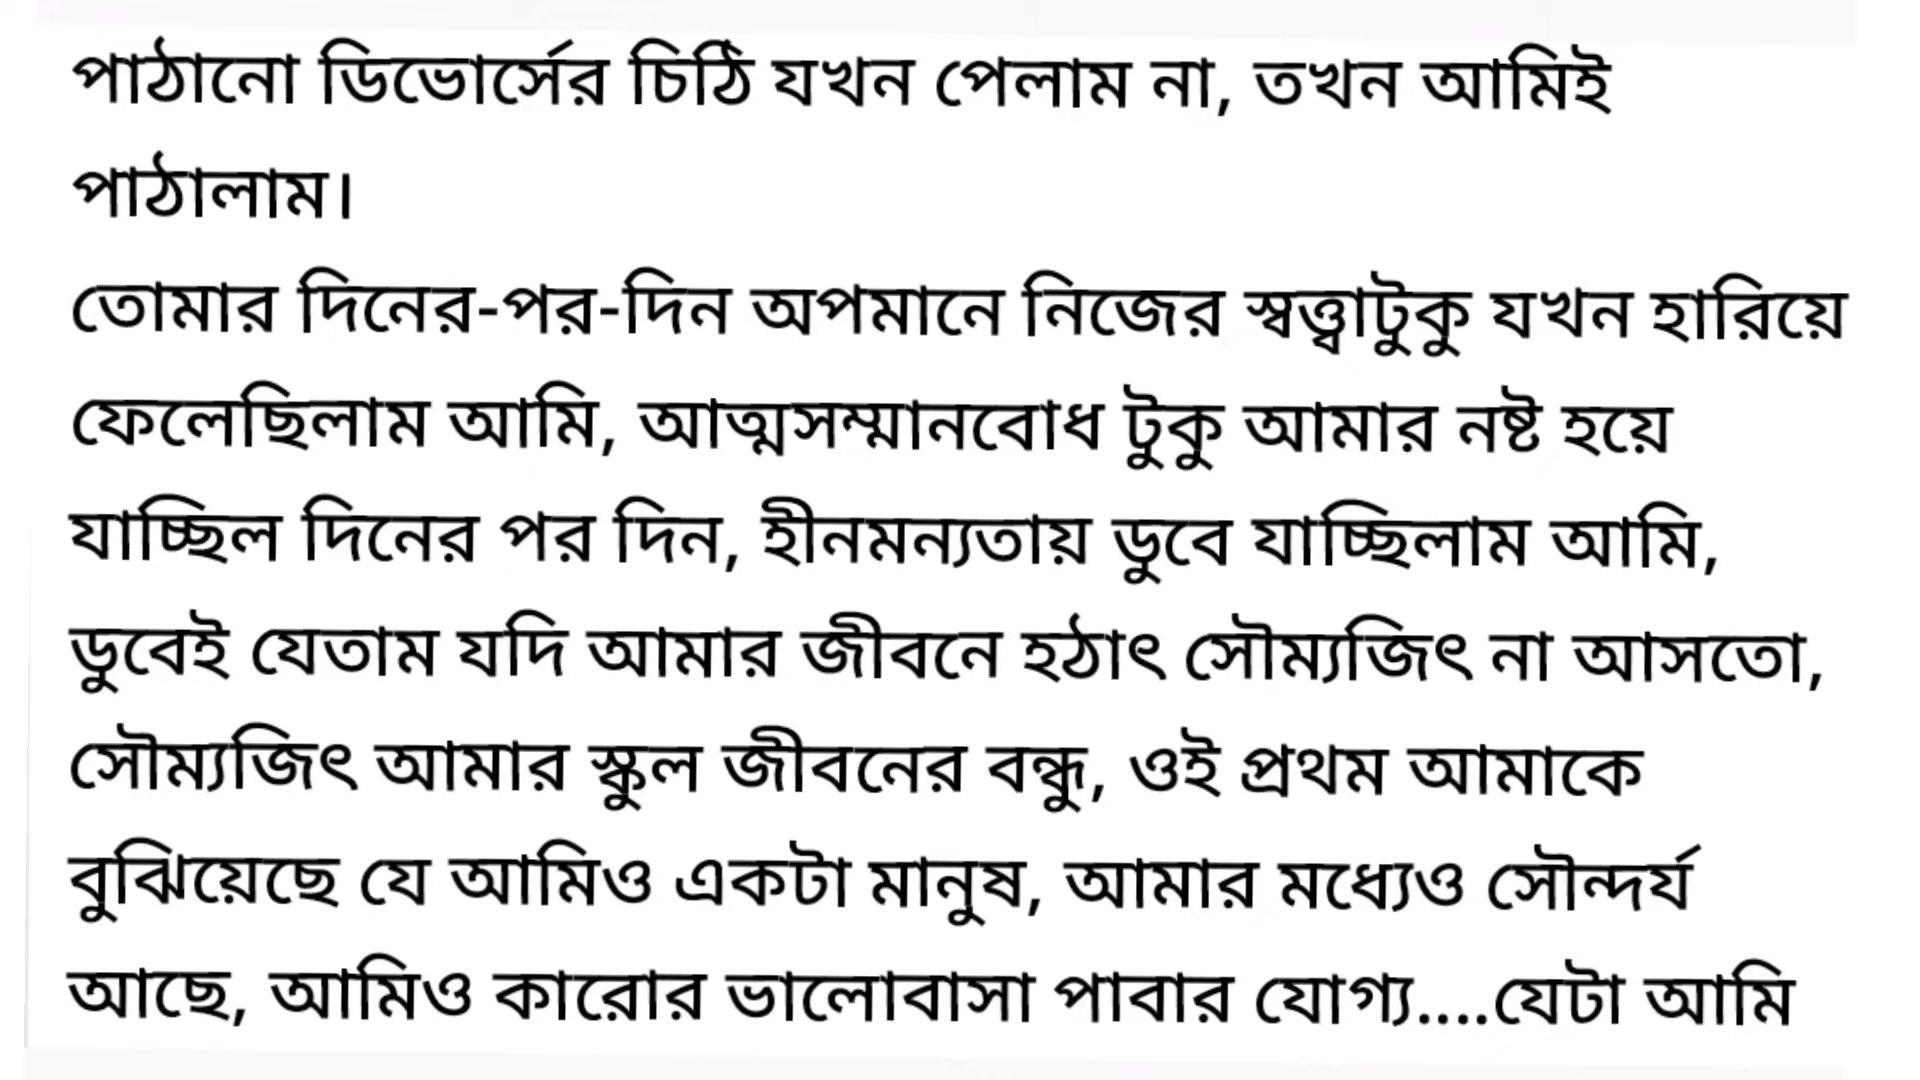 পাঠানো ডিভোর্সের চিঠি যখন পেলাম না, তখন আমিই
পাঠালাম।
তোমার দিনের-পর-দিন অপমানে নিজের স্বত্ত্বাটুকু যখন হারিয়ে
ফেলেছিলাম আমি, আত্মসম্মানবোধ টুকু আমার নষ্ট হয়ে
যাচ্ছিল দিনের পর দিন, হীনমন্যতায় ডুবে যাচ্ছিলাম আমি,
ডুবেই যেতাম যদি আমার জীবনে হঠাৎ সৌম্যজিৎ না আসতো,
সৌম্যজিৎ আমার স্কুল জীবনের বন্ধু, ওই প্রথম আমাকে
বুঝিয়েছে যে আমিও একটা মানুষ, আমার মধ্যেও সৌন্দর্য
আছে, আমিও কারোর ভালোবাসা পাবার যোগ্য....যেটা আমি